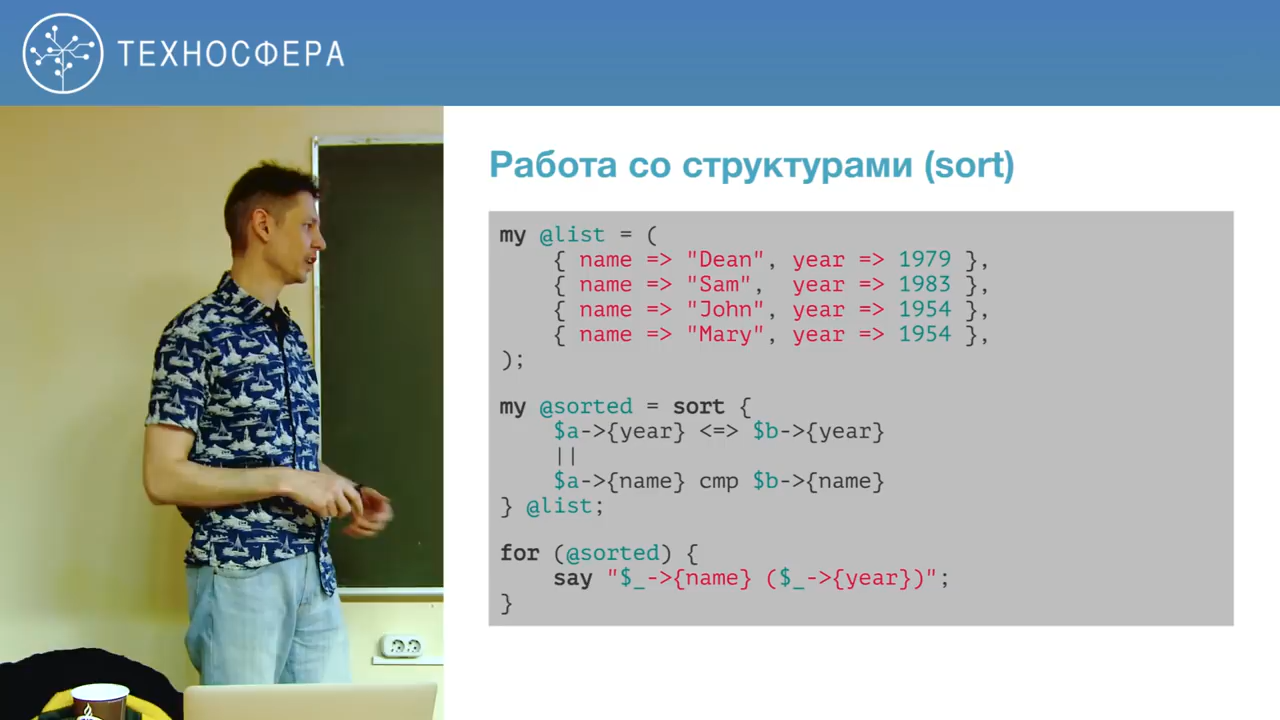 ТЕХНОСФЕРА
Работа со структурами (sort)
my @list = (
    { name => "Dean", year => 1979 },
    { name => "Sam",  year => 1983 },
    { name => "John", year => 1954 },
    { name => "Mary", year => 1954 },
);
my @sorted = sort {
    $a->{year} <=> $b->{year}
    ||
    $a->{name} cmp $b->{name}
} @list;
for (@sorted) {
    say "$_->{name} ($_->{year})";
}